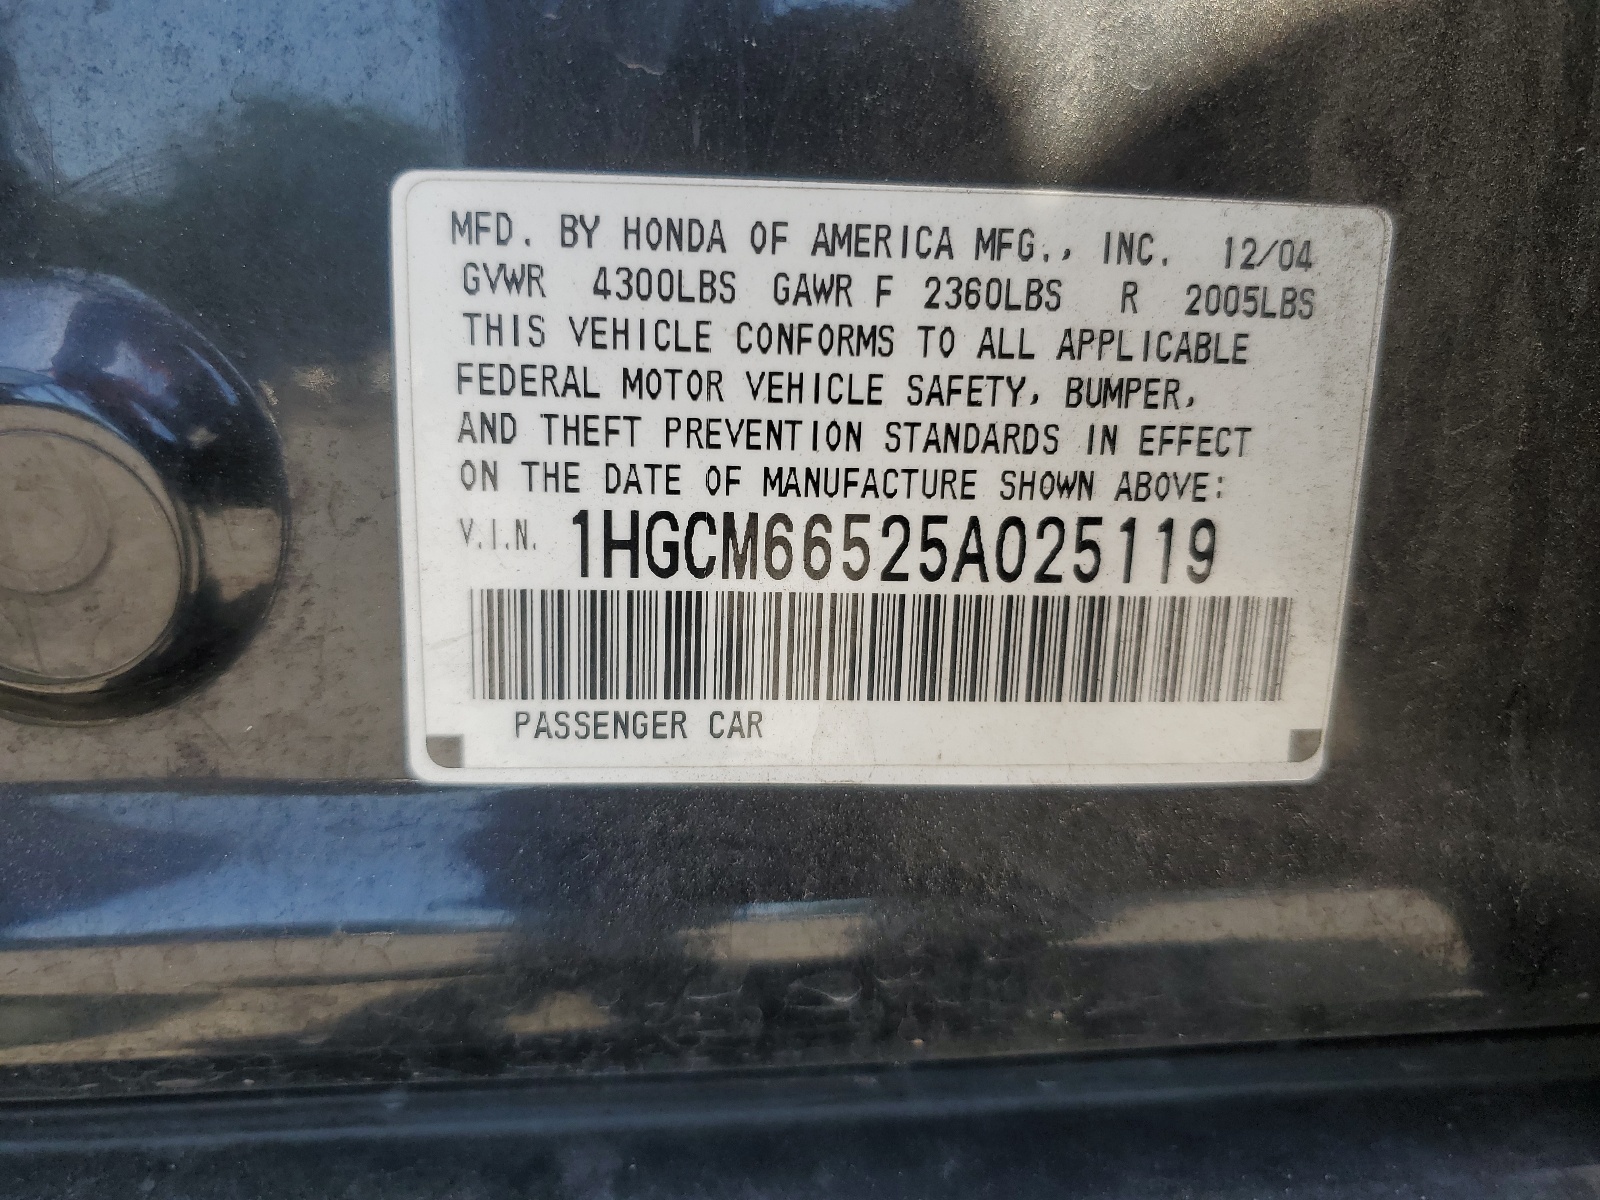 MFD. BY HONDA OF AMERICA MFG., INC. 12/04
GVWR 4300LBS GAWR F 2360LBS R 2005LBS
THIS VEHICLE CONFORMS TO ALL APPLICABLE
FEDERAL MOTOR VEHICLE SAFETY, BUMPER,
AND THEFT PREVENTION STANDARDS IN EFFECT
ON THE DATE OF MANUFACTURE SHOWN ABOVE:
V.I.N. 1HGCM66525A025119
PASSENGER CAR